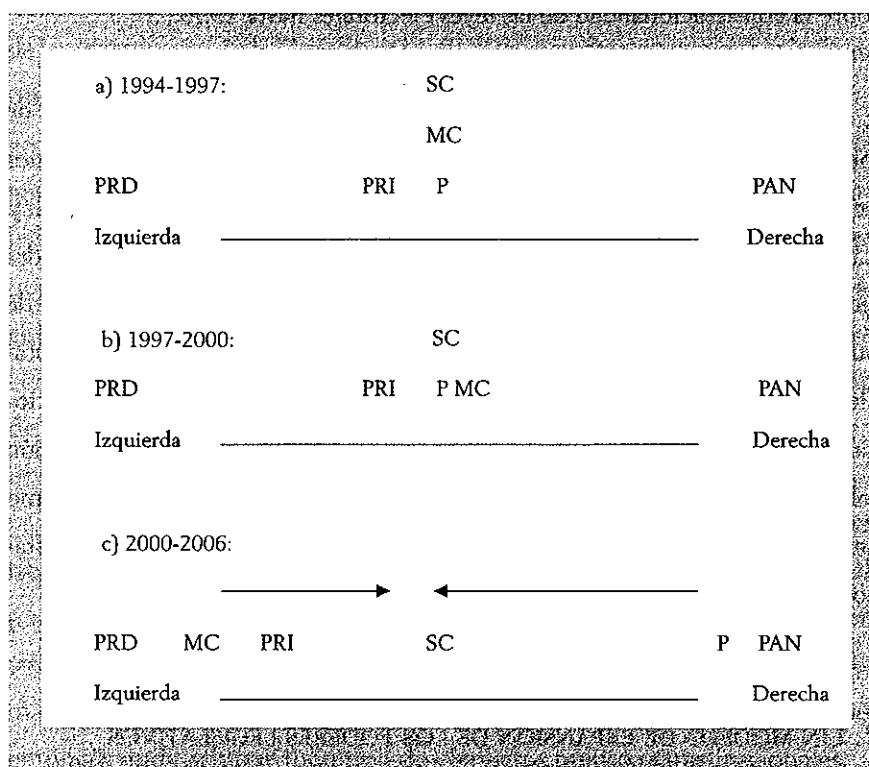 a) 1994-1997: SC
MC
PRD PRI P PAN
Izquierda Derecha
b) 1997-2000: SC
PRD PRI P MC PAN
Izquierda Derecha
c) 2000-2006:
PRD MC PRI SC P PAN
Izquierda Derecha